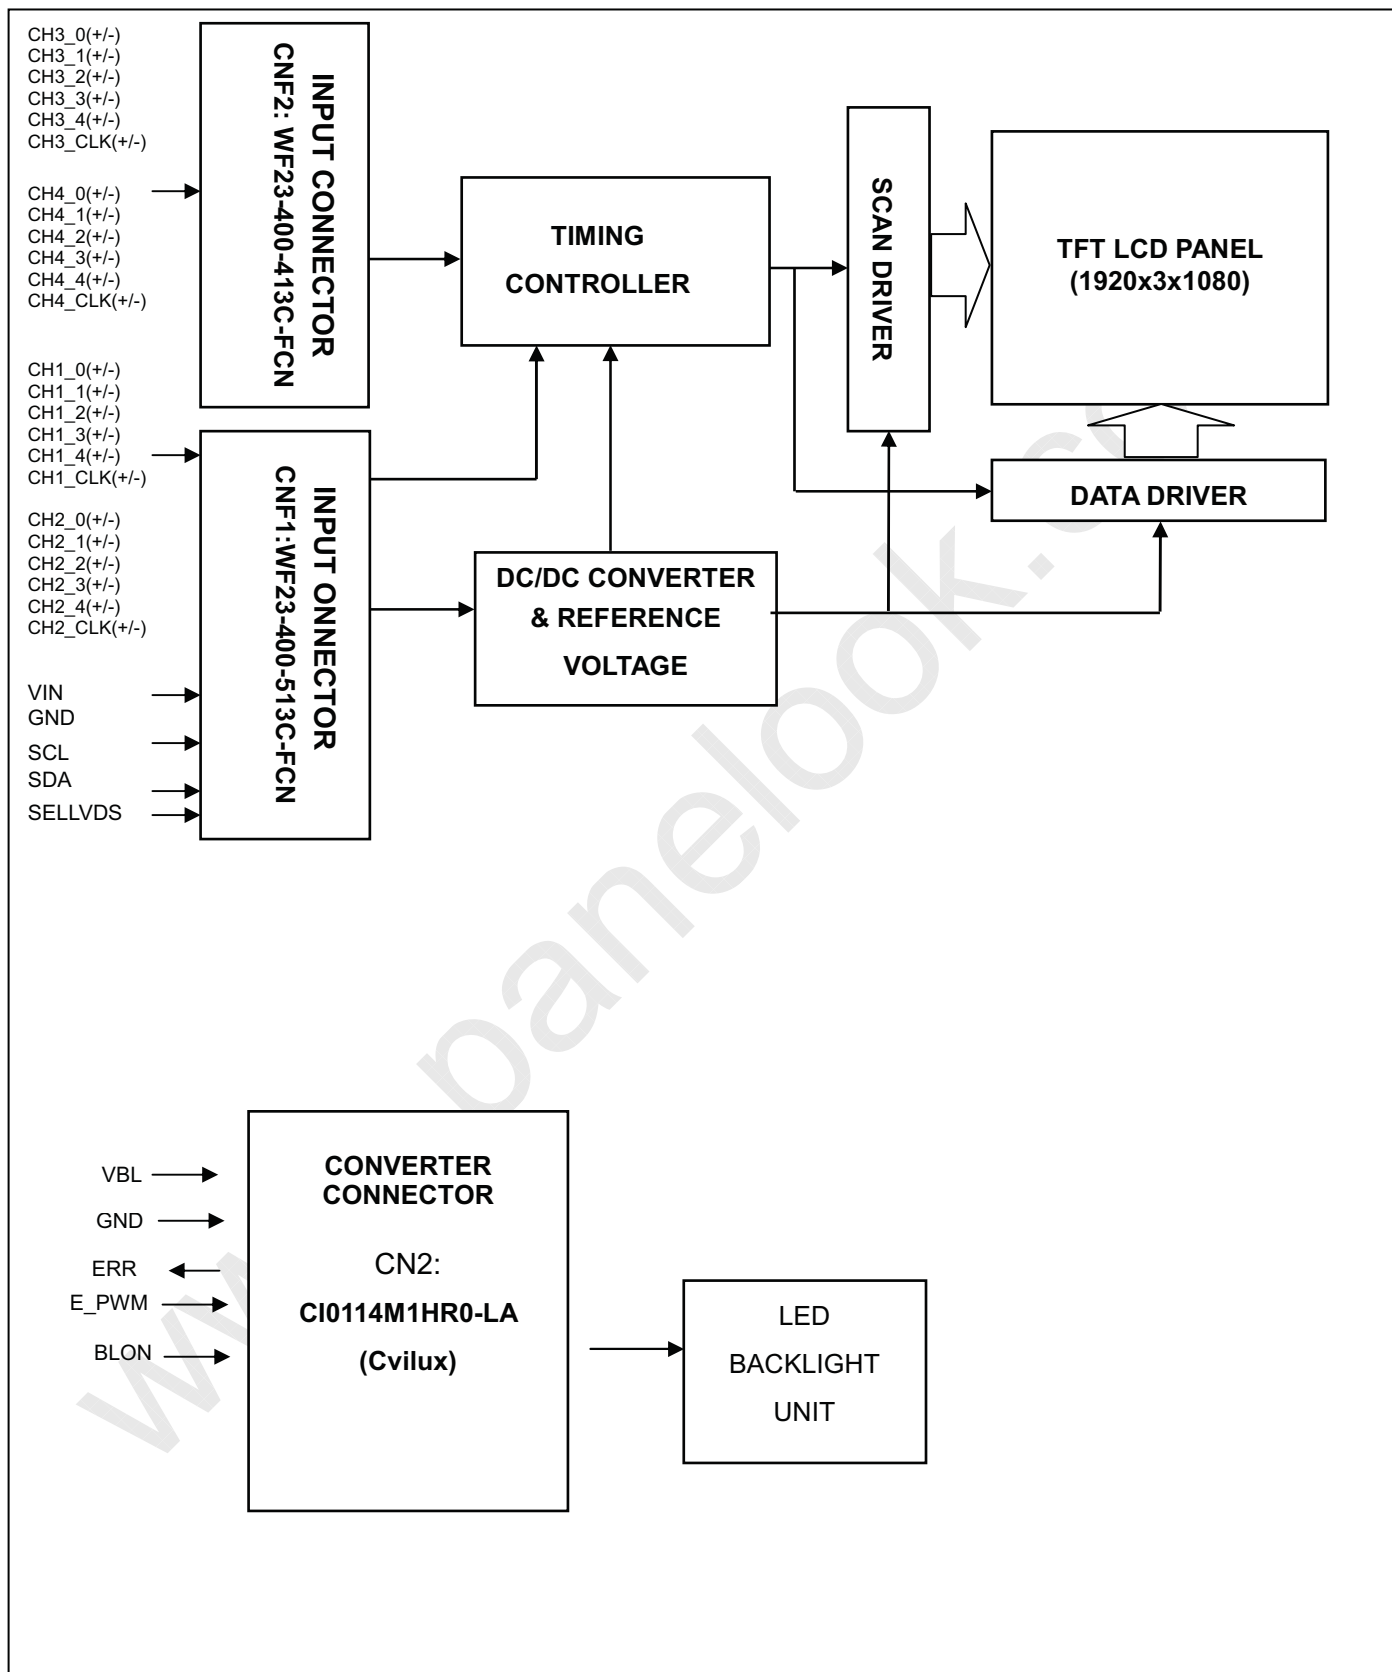 CH3_0(+/-)
CH3_1(+/-)
CH3_2(+/-)
CH3_3(+/-)
CH3_4(+/-)
CH3_CLK(+/-)
CH4_0(+/-)
CH4_1(+/-)
CH4_2(+/-)
CH4_3(+/-)
CH4_4(+/-)
CH4_CLK(+/-)
INPUT CONNECTOR
CNF2: WF23-400-413C-FCN
CH1_0(+/-)
CH1_1(+/-)
CH1_2(+/-)
CH1_3(+/-)
CH1_4(+/-)
CH1_CLK(+/-)
CH2_0(+/-)
CH2_1(+/-)
CH2_2(+/-)
CH2_3(+/-)
CH2_4(+/-)
CH2_CLK(+/-)
VIN
GND
SCL
SDA
SELLVDS
INPUT ONNECTOR
CNF1:WF23-400-513C-FCN
TIMING
CONTROLLER
SCAN DRIVER
TFT LCD PANEL
(1920x3x1080)
DATA DRIVER
DC/DC CONVERTER
& REFERENCE
VOLTAGE
VBL
GND
ERR
E_PWM
BLON
CONVERTER
CONNECTOR
CN2:
CI0114M1HR0-LA
(Cvilux)
LED
BACKLIGHT
UNIT